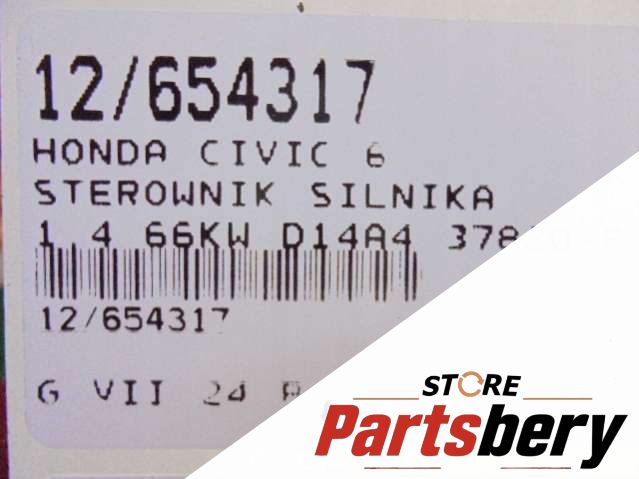 12/654317
HONDA CIVIC 6
STEROWNIK SILNIKA
1.4 66KW D14A4
12/654317
G VII 24
STORE
Partsbery